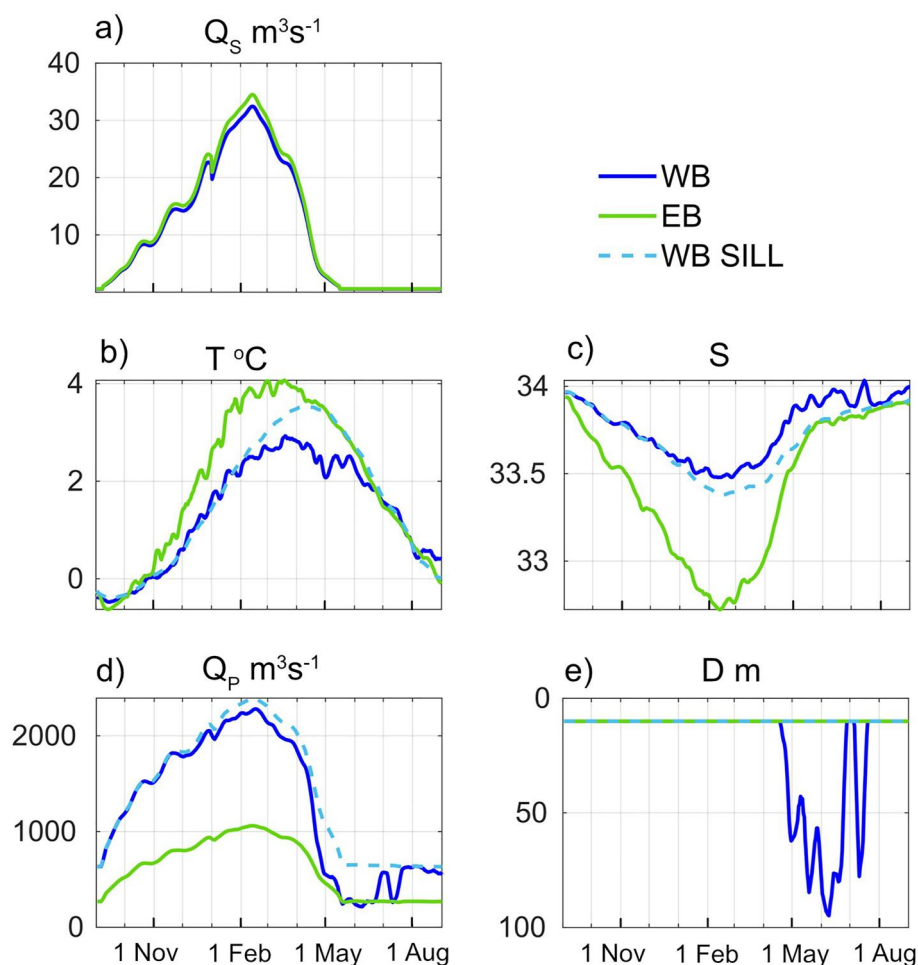 a) Q_S m³s⁻¹
40
30
20
10
WB
EB
WB SILL
b) T °C
4
2
0
c) S
34
33.5
33
d) Q_P m³s⁻¹
2000
1000
0
1 Nov 1 Feb 1 May 1 Aug
e) D m
0
50
100
1 Nov 1 Feb 1 May 1 Aug